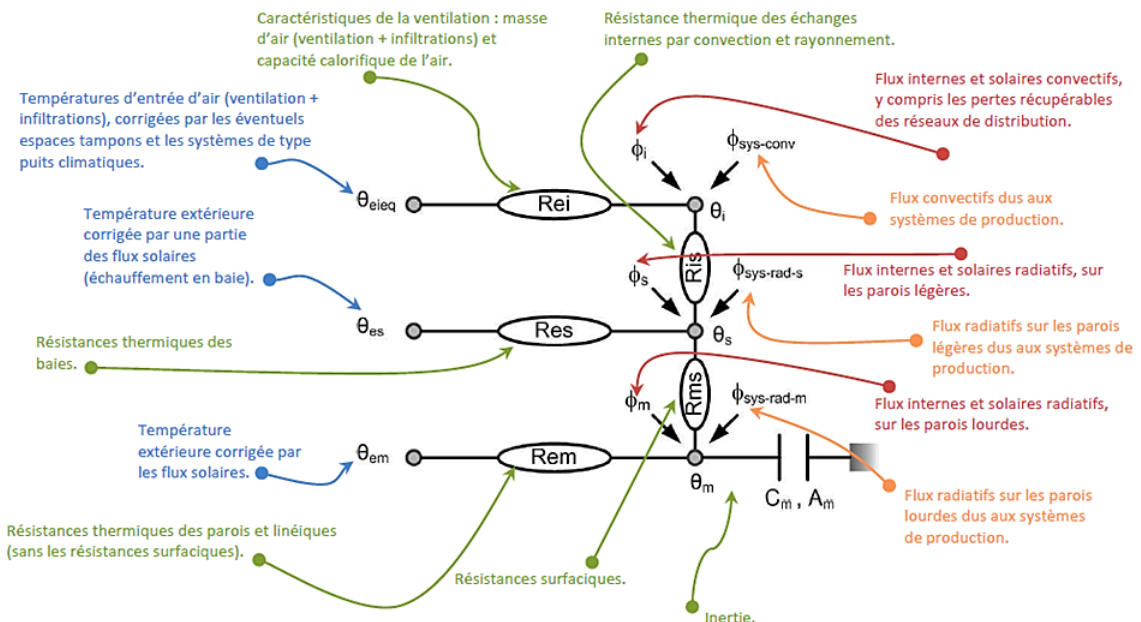 Caractéristiques de la ventilation : masse
d’air (ventilation + infiltrations) et
capacité calorifique de l’air.
Résistance thermique des échanges
internes par convection et rayonnement.
Flux internes et solaires convectifs,
y compris les pertes récupérables
des réseaux de distribution.
Températures d’entrée d’air (ventilation +
infiltrations), corrigées par les éventuels
espaces tampons et les systèmes de type
puits climatiques.
ϕi
ϕsys-conv
θeieq
Rei
θi
Flux convectifs dus aux
systèmes de production.
Température extérieure
corrigée par une partie
des flux solaires
(échauffement en baie).
Ris
ϕs
ϕsys-rad-s
Flux internes et solaires radiatifs, sur
les parois légères.
θes
Res
θs
Flux radiatifs sur les parois
légères dus aux systèmes de
production.
Résistances thermiques des
baies.
Rms
ϕm
ϕsys-rad-m
Flux internes et solaires radiatifs,
sur les parois lourdes.
Température
extérieure corrigée par
les flux solaires.
θem
Rem
θm
Cm , Am
Flux radiatifs sur les parois
lourdes dus aux systèmes
de production.
Résistances thermiques des parois et linéiques
(sans les résistances surfaciques).
Résistances surfaciques.
Inertie.